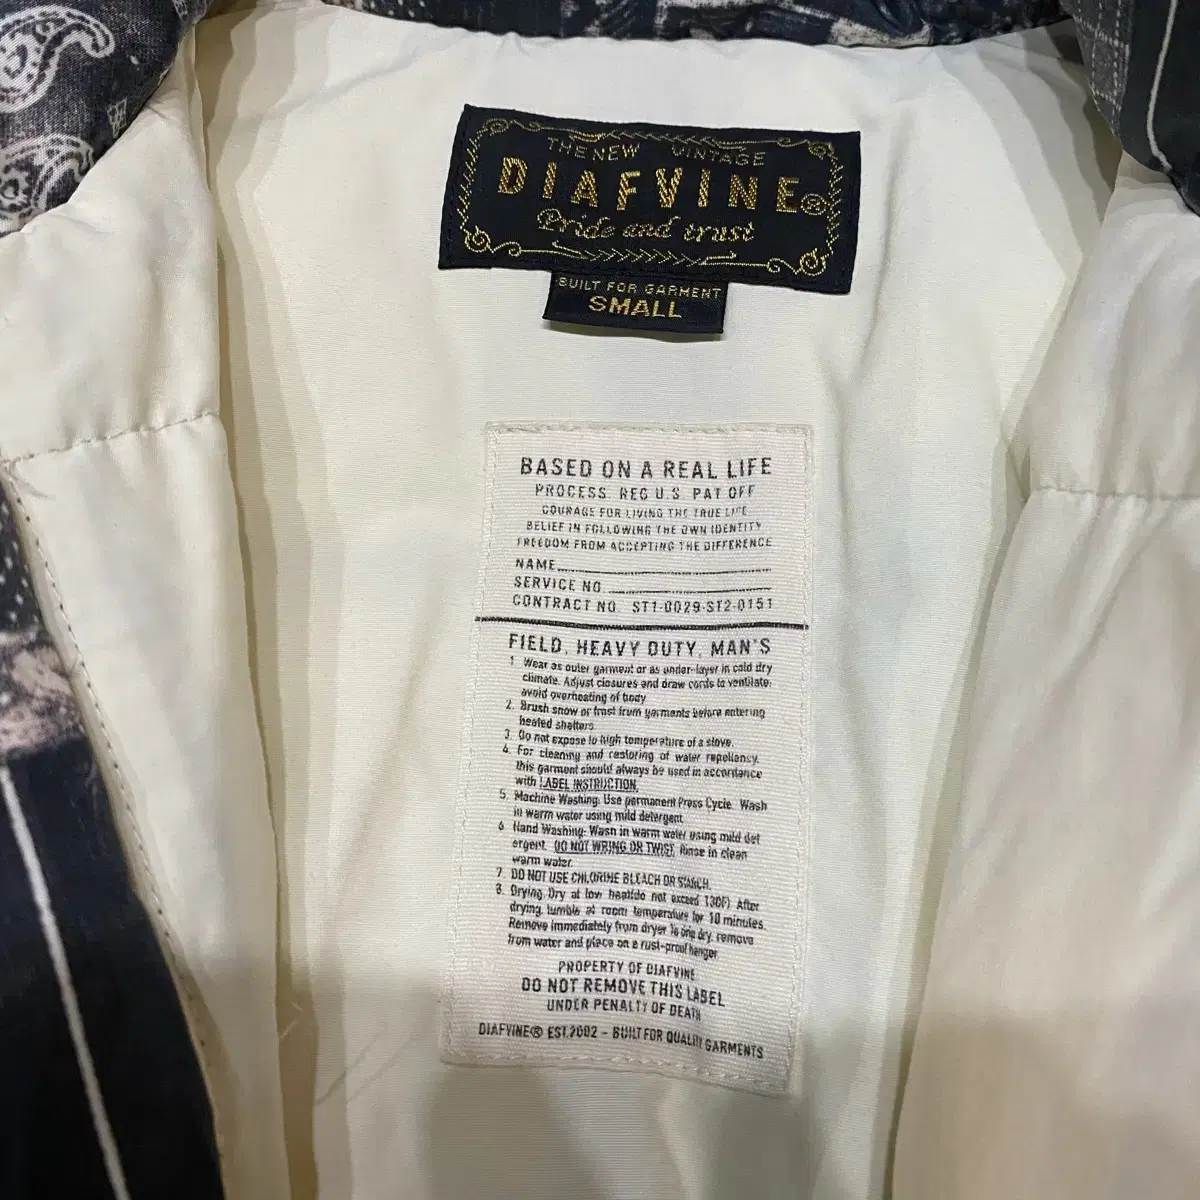 THE NEW VINTAGE
DIAFVINE®
Pride and trust
BUILT FOR GARMENT
SMALL
BASED ON A REAL LIFE
PROCESS. REG U.S. PAT OFF
COURAGE FOR LIVING THE TRUE LIFE
BELIEF IN FOLLOWING THE OWN IDENTITY
FREEDOM FROM ACCEPTING THE DIFFERENCE
NAME
SERVICE NO.
CONTRACT NO. ST1-0029-ST2-0151
FIELD, HEAVY DUTY, MAN'S
1. Wear as outer garment or as under-layer in cold dry
climate. Adjust closures and draw cords to ventilate;
avoid overheating of body
2. Brush snow or frost from garments before entering
heated shelters
3. Do not expose to high temperature of a stove.
4. For cleaning and restoring of water repellency,
this garment should always be used in accordance
with LABEL INSTRUCTION.
5. Machine Washing: Use permanent Press Cycle. Wash
in warm water using mild detergent
6. Hand Washing: Wash in warm water using mild det
ergent. DO NOT WRING OR TWIST. Rinse in clean
warm water.
7. DO NOT USE CHLORINE BLEACH OR STARCH.
8. Drying: Dry at low heat(do not exceed 130F) After
drying, tumble at room temperature for 10 minutes.
Remove immediately from dryer To line dry, remove
from water and place on a rust-proof hanger
PROPERTY OF DIAFVINE
DO NOT REMOVE THIS LABEL
UNDER PENALTY OF DEATH
DIAFVINE® EST.2002 - BUILT FOR QUALITY GARMENTS